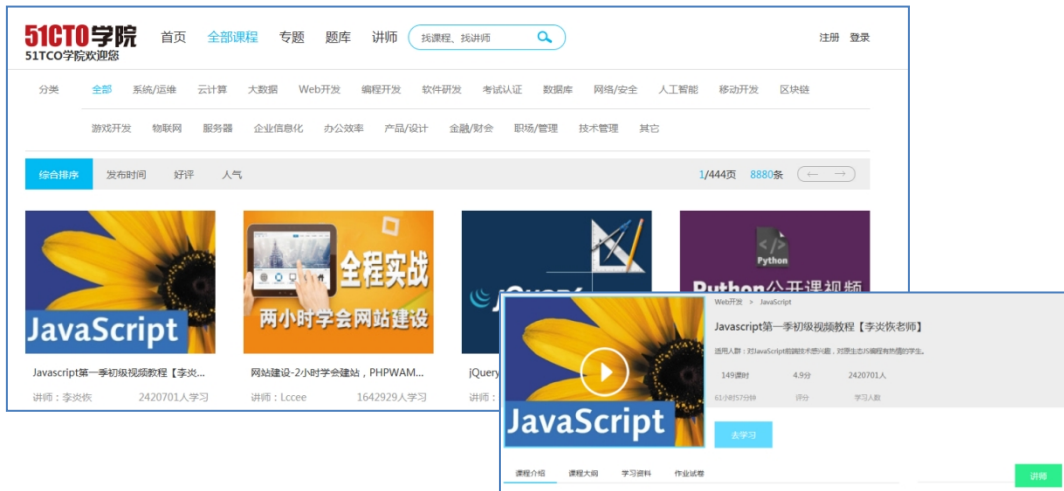 51CTO学院 首页 全部课程 专题 题库 讲师 找课程、找讲师 注册 登录
51TCO学院欢迎您
分类 全部 系统/运维 云计算 大数据 Web开发 编程开发 软件研发 考试认证 数据库 网络/安全 人工智能 移动开发 区块链
游戏开发 物联网 服务器 企业信息化 办公效率 产品/设计 金融/财会 职场/管理 技术管理 其它
综合排序 发布时间 好评 人气 1/444页 8880条
JavaScript
全程实战
两小时学会网站建设
jQuery
</>
Python
Python公开课视频
Javascript第一季初级视频教程【李炎... 网站建设-2小时学会建站，PHPWAM... jQuery
讲师：李炎恢 2420701人学习 讲师：Lccee 1642929人学习 讲师：
JavaScript
Web开发 > JavaScript
Javascript第一季初级视频教程【李炎恢老师】
适用人群：对JavaScript前端技术感兴趣，对原生态JS编程有热情的学生。
149课时 4.9分 2420701人
61小时57分钟 评分 学习人数
去学习
课程介绍 课程大纲 学习资料 作业试卷 讲师